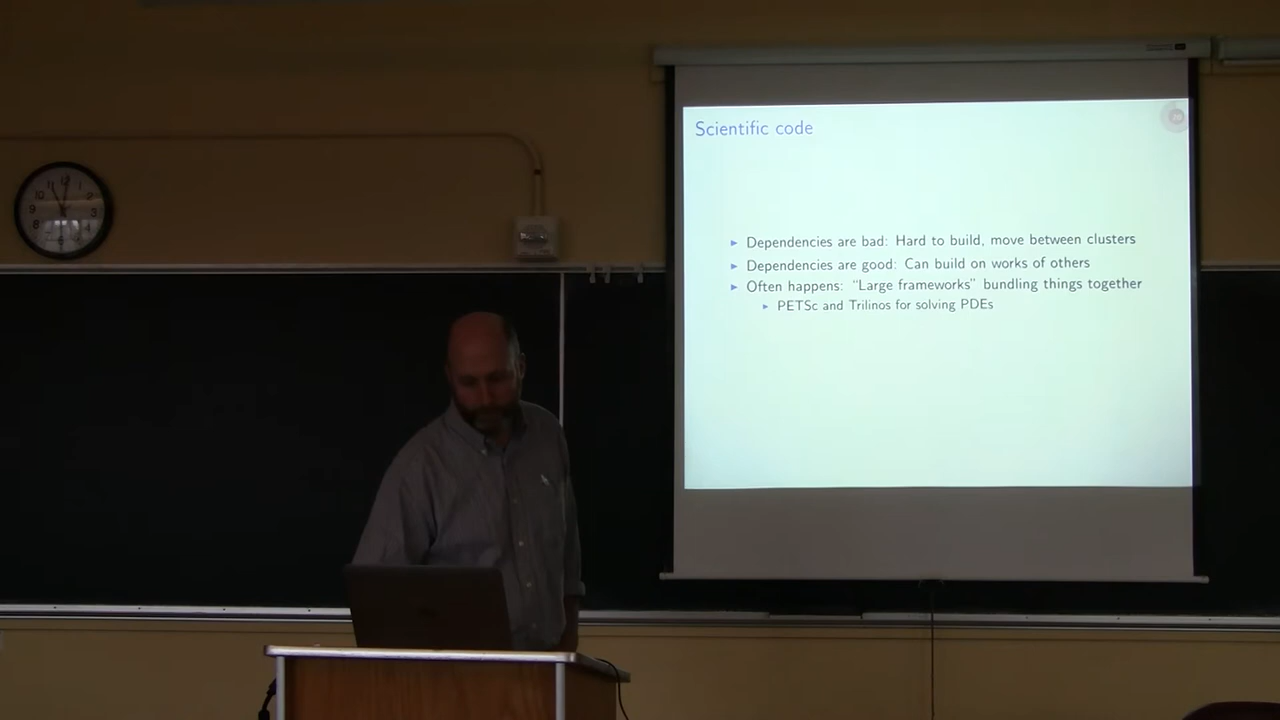 Scientific code
▸ Dependencies are bad: Hard to build, move between clusters
▸ Dependencies are good: Can build on works of others
▸ Often happens: “Large frameworks” bundling things together
▸ PETSc and Trilinos for solving PDEs